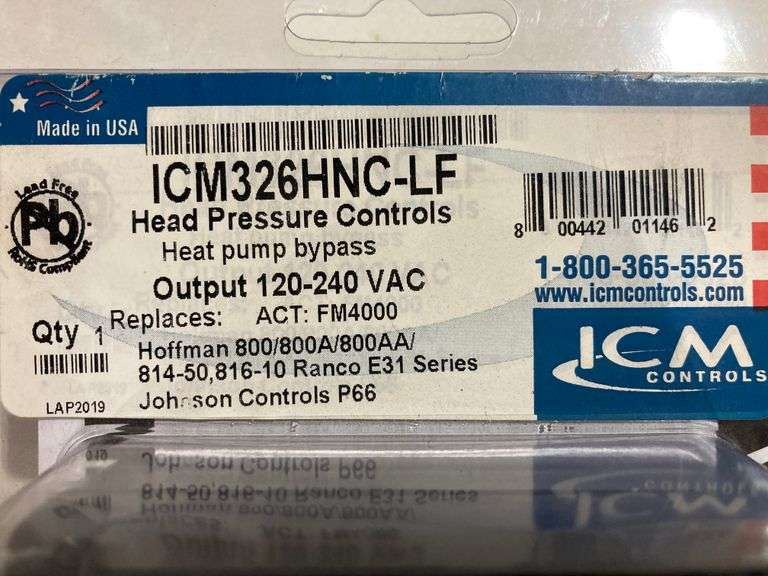 Made in USA
ICM326HNC-LF
Head Pressure Controls
Heat pump bypass
Output 120-240 VAC
Lead Free
Pb
RoHS Compliant
8 00442 01146 2
1-800-365-5525
www.icmcontrols.com
Qty 1
Replaces: ACT: FM4000
Hoffman 800/800A/800AA/
814-50,816-10 Ranco E31 Series
Johnson Controls P66
LAP2019
ICM
CONTROLS